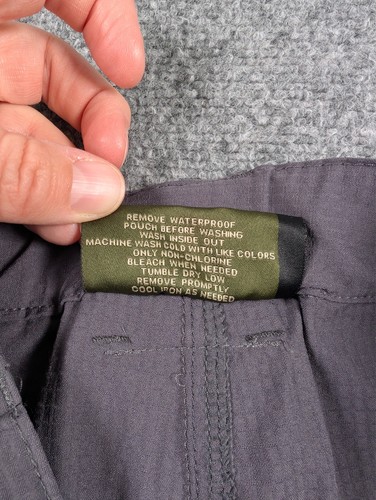 REMOVE WATERPROOF
POUCH BEFORE WASHING
WASH INSIDE OUT
MACHINE WASH COLD WITH LIKE COLORS
ONLY NON-CHLORINE
BLEACH WHEN NEEDED
TUMBLE DRY LOW
REMOVE PROMPTLY
COOL IRON AS NEEDED